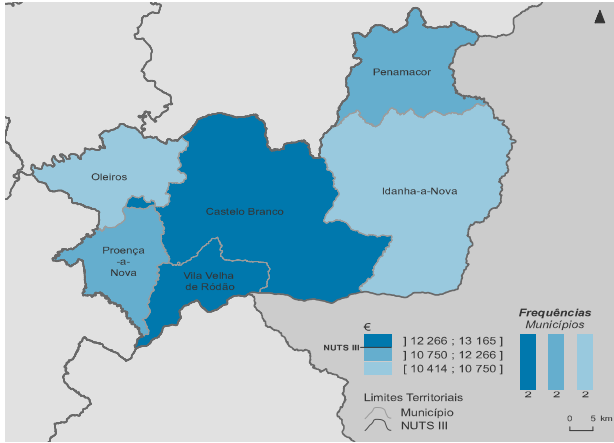 Penamacor
Oleiros
Idanha-a-Nova
Castelo Branco
Proença
-a-
Nova
Vila Velha
de Ródão
€
NUTS III
] 12 266 ; 13 165 ]
] 10 750 ; 12 266 ]
[ 10 414 ; 10 750 ]
Limites Territoriais
Município
NUTS III
Frequências
Municípios
2 2 2
0 5 km